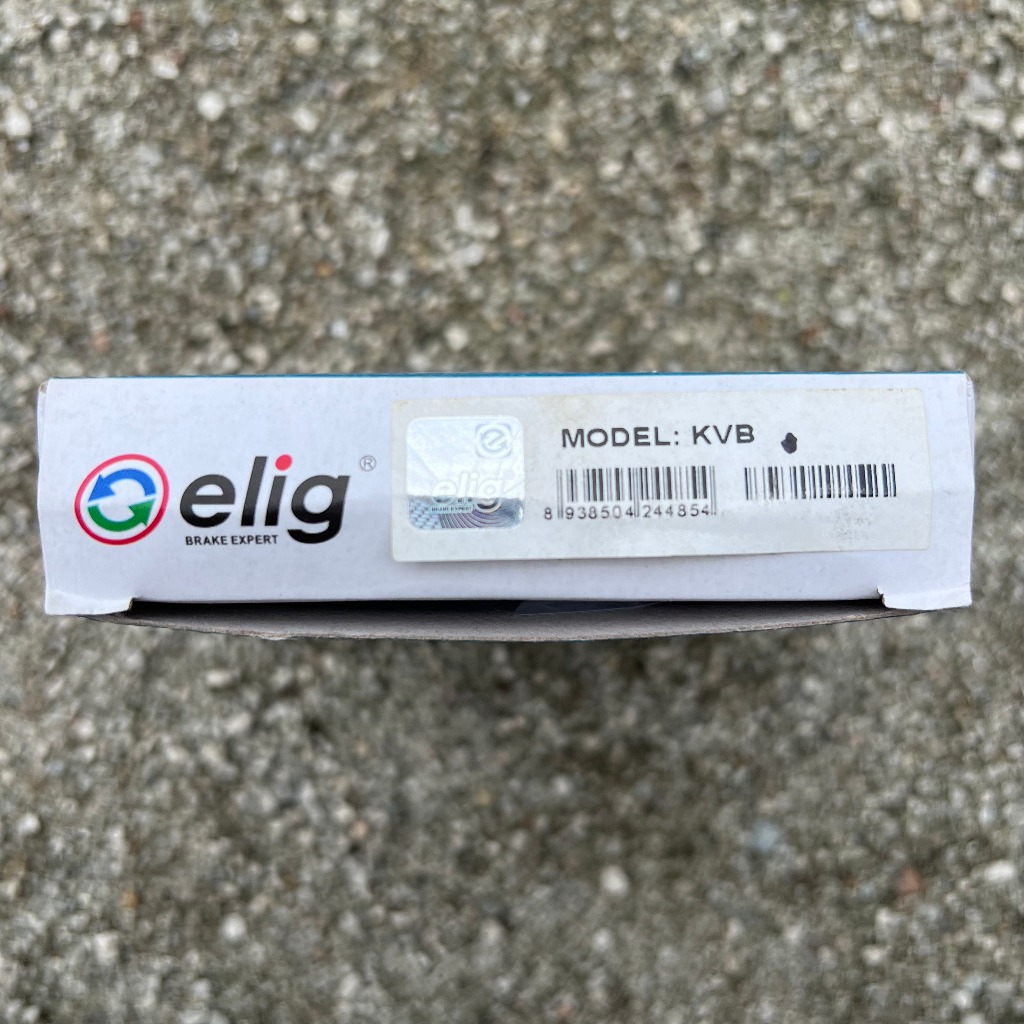 elig®
BRAKE EXPERT
e
elig
BRAKE EXPERT
MODEL: KVB
8 938504 244854